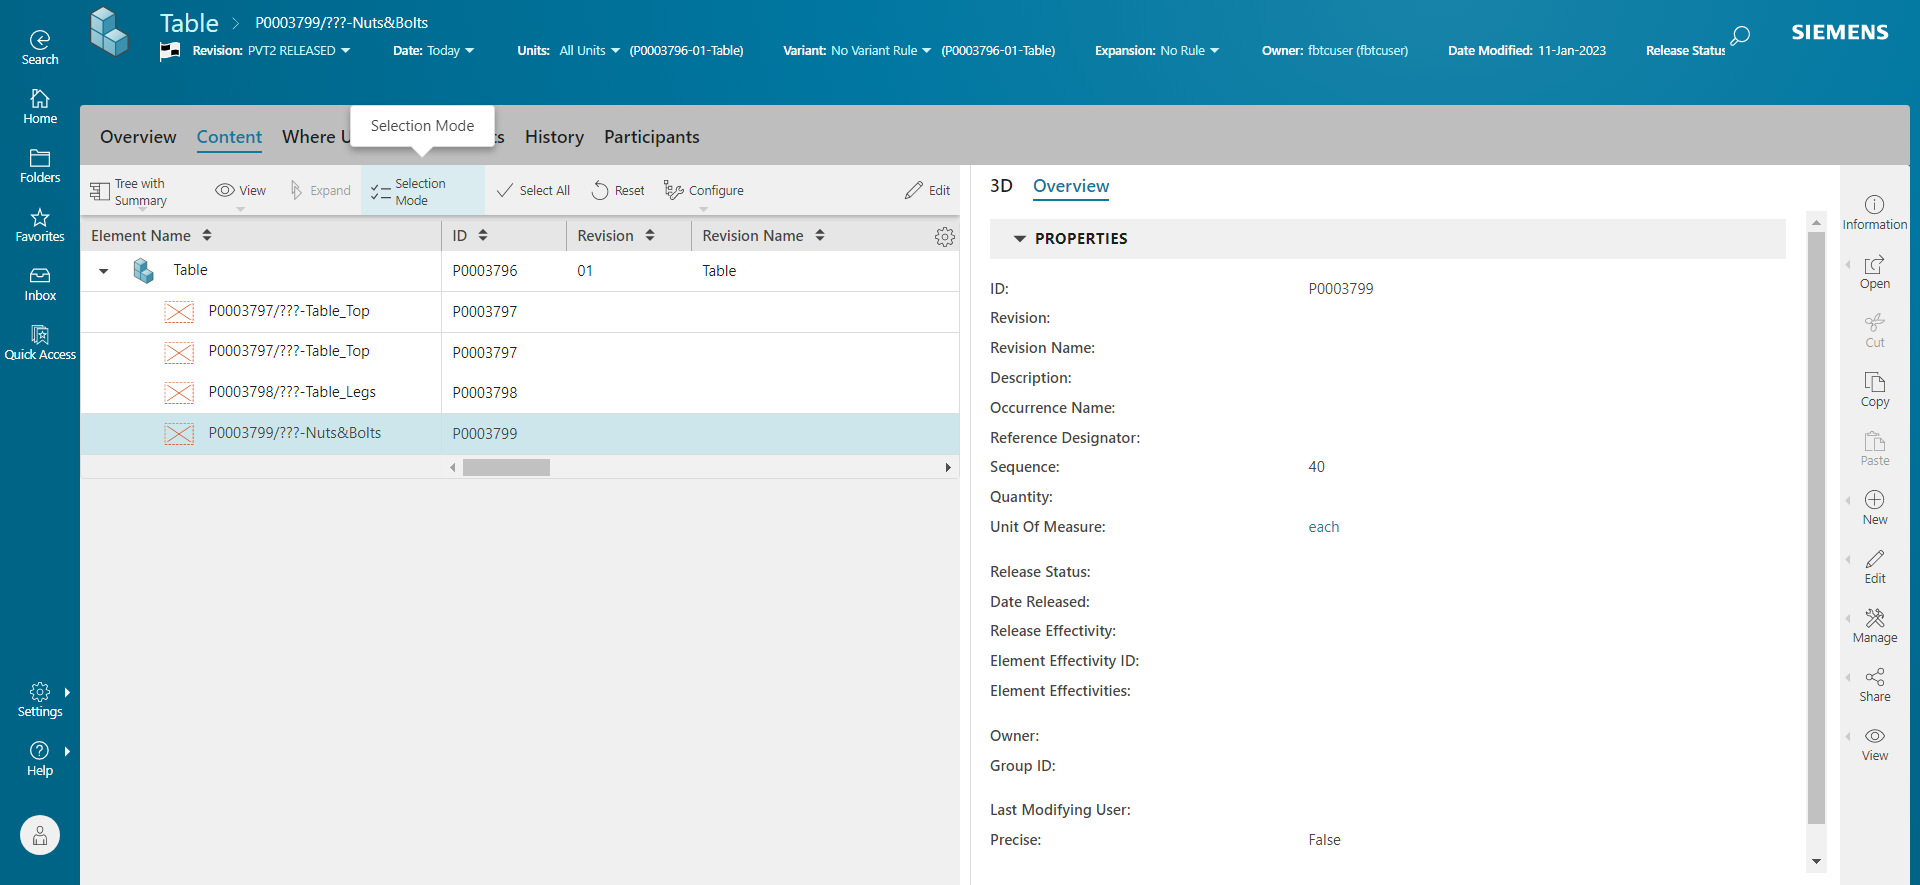 Table > P0003799/???-Nuts&Bolts
Revision: PVT2 RELEASED Date: Today Units: All Units (P0003796-01-Table) Variant: No Variant Rule (P0003796-01-Table) Expansion: No Rule Owner: fbtcuser (fbtcuser) Date Modified: 11-Jan-2023 Release Status
SIEMENS
Search
Home
Folders
Favorites
Inbox
Quick Access
Settings
Help
Selection Mode
Overview Content Where U s History Participants
Tree with
Summary
View
Expand
Selection
Mode
Select All
Reset
Configure
Edit
Element Name ID Revision Revision Name
Table P0003796 01 Table
P0003797/???-Table_Top P0003797
P0003797/???-Table_Top P0003797
P0003798/???-Table_Legs P0003798
P0003799/???-Nuts&Bolts P0003799
3D Overview
PROPERTIES
ID: P0003799
Revision:
Revision Name:
Description:
Occurrence Name:
Reference Designator:
Sequence: 40
Quantity:
Unit Of Measure: each
Release Status:
Date Released:
Release Effectivity:
Element Effectivity ID:
Element Effectivities:
Owner:
Group ID:
Last Modifying User:
Precise: False
Information
Open
Cut
Copy
Paste
New
Edit
Manage
Share
View